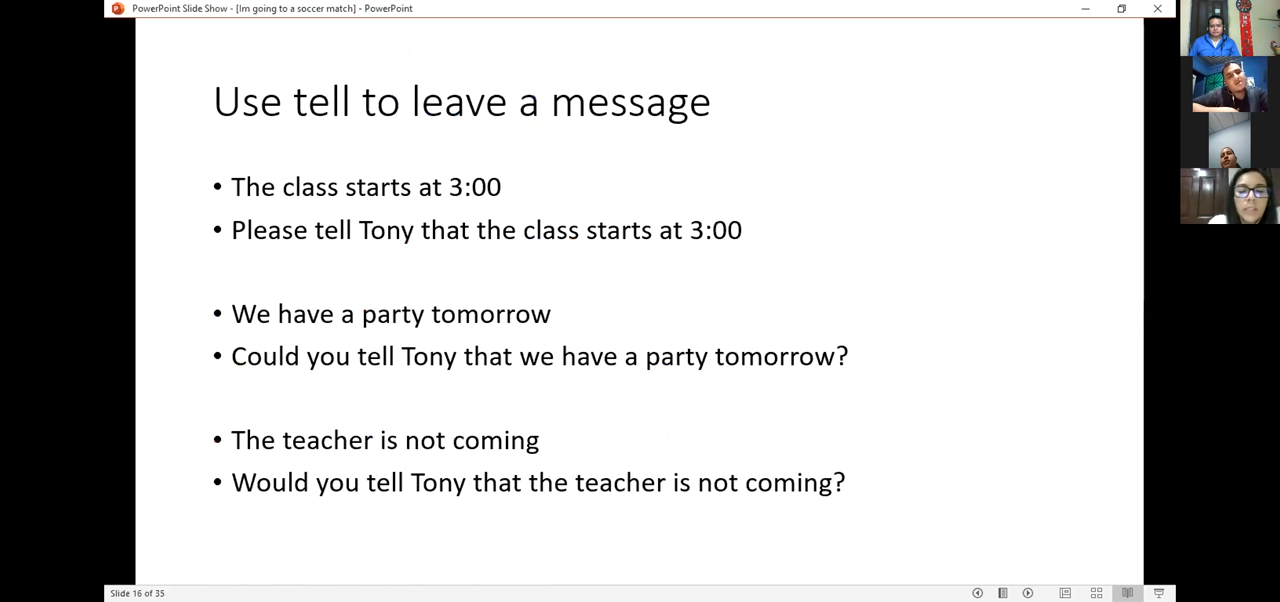 PowerPoint Slide Show - [Im going to a soccer match] - PowerPoint
Use tell to leave a message
• The class starts at 3:00
• Please tell Tony that the class starts at 3:00
• We have a party tomorrow
• Could you tell Tony that we have a party tomorrow?
• The teacher is not coming
• Would you tell Tony that the teacher is not coming?
Slide 16 of 35